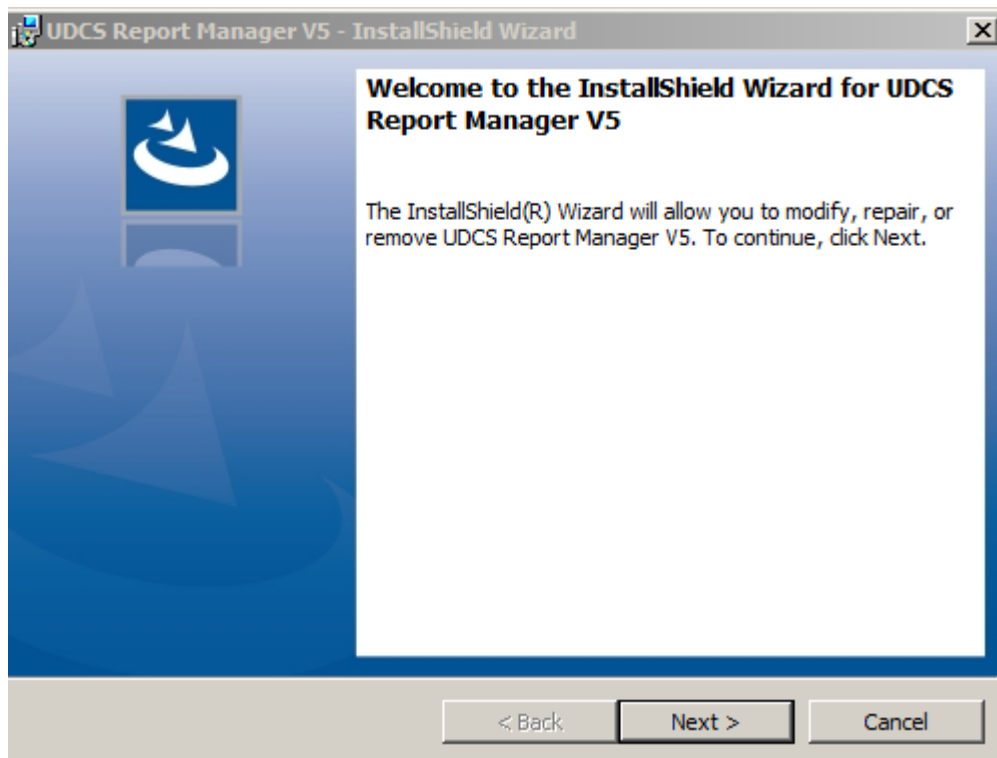 UDCS Report Manager V5 - InstallShield Wizard
Welcome to the InstallShield Wizard for UDCS
Report Manager V5
The InstallShield(R) Wizard will allow you to modify, repair, or
remove UDCS Report Manager V5. To continue, click Next.
< Back
Next >
Cancel